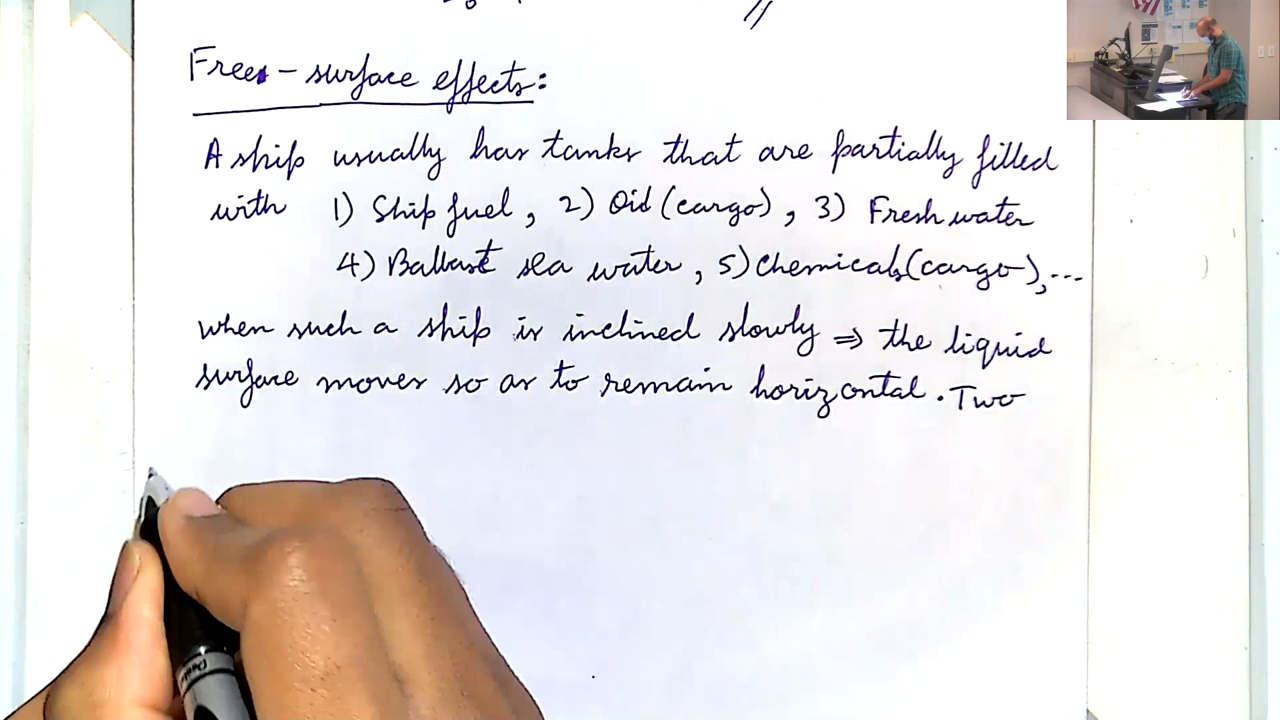 Free-surface effects:
A ship usually has tanks that are partially filled
with 1) Ship fuel, 2) Oil (cargo), 3) Fresh water
4) Ballast sea water, 5) Chemicals (cargo), ...
when such a ship is inclined slowly ⇒ the liquid
surface moves so as to remain horizontal. Two